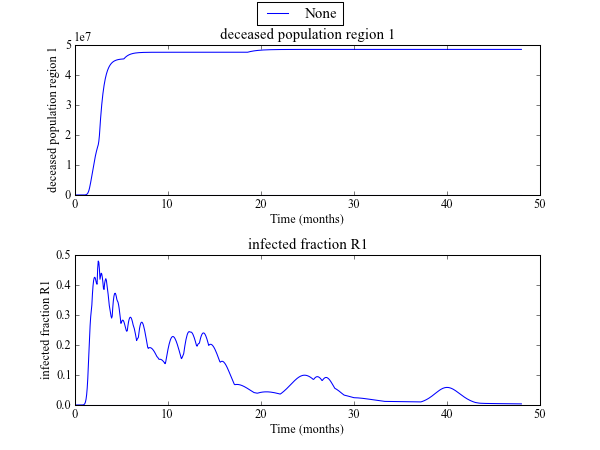 None
deceased population region 1
1e7
5
4
3
2
1
0
deceased population region 1
0 10 20 30 40 50
Time (months)
infected fraction R1
0.5
0.4
0.3
0.2
0.1
0.0
infected fraction R1
0 10 20 30 40 50
Time (months)